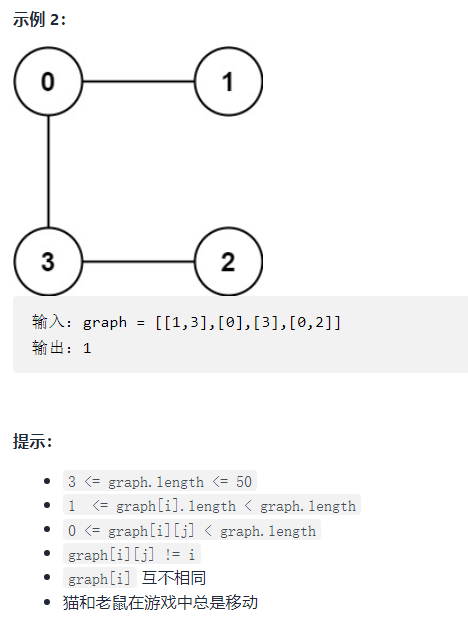 示例 2：
0 1
3 2
输入：graph = [[1,3],[0],[3],[0,2]]
输出：1
提示：
3 <= graph.length <= 50
1  <= graph[i].length < graph.length
0 <= graph[i][j] < graph.length
graph[i][j] != i
graph[i] 互不相同
猫和老鼠在游戏中总是移动